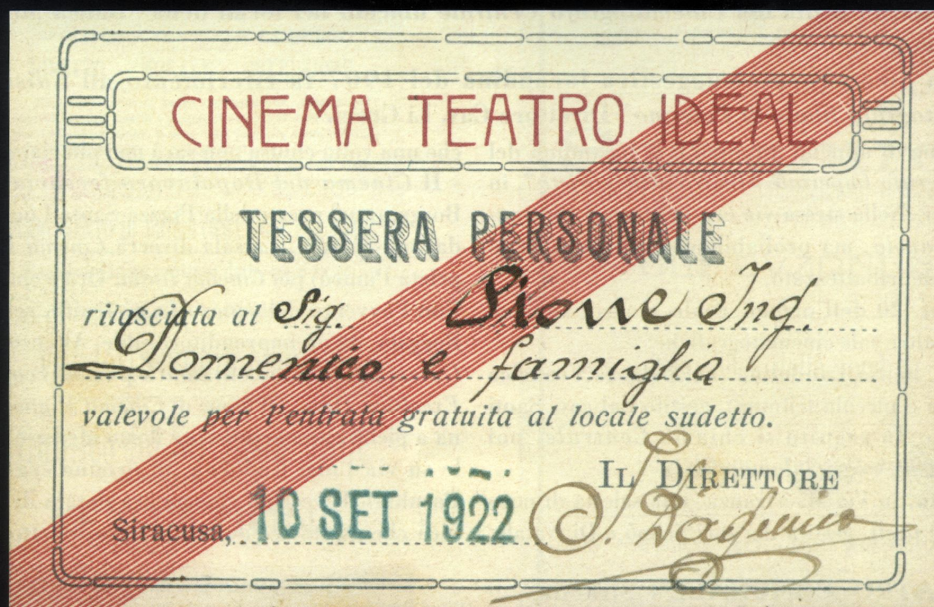 CINEMA TEATRO IDEAL
TESSERA PERSONALE
rilasciata al Sig. Sione Ing.
Domenico e famiglia
valevole per l'entrata gratuita al locale sudetto.
IL DIRETTORE
Siracusa, 10 SET 1922